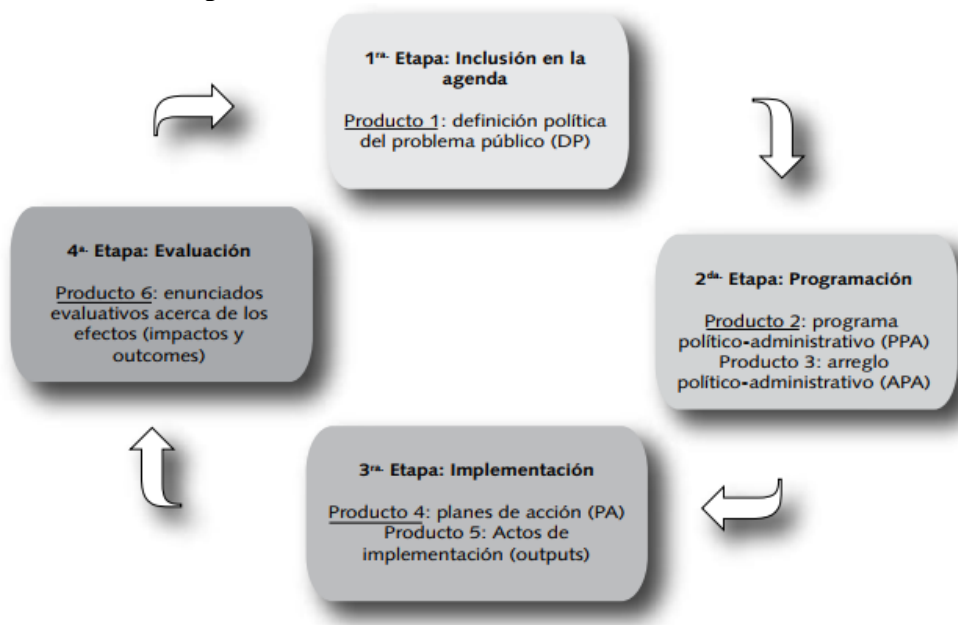 1ra. Etapa: Inclusión en la
agenda
Producto 1: definición política
del problema público (DP)
2da. Etapa: Programación
Producto 2: programa
político-administrativo (PPA)
Producto 3: arreglo
político-administrativo (APA)
3ra. Etapa: Implementación
Producto 4: planes de acción (PA)
Producto 5: Actos de
implementación (outputs)
4a. Etapa: Evaluación
Producto 6: enunciados
evaluativos acerca de los
efectos (impactos y
outcomes)